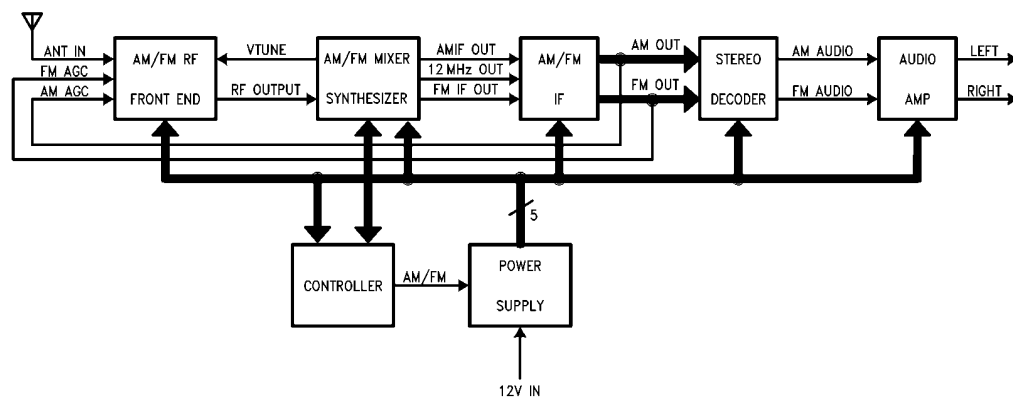 ANT IN
FM AGC
AM AGC
AM/FM RF
FRONT END
VTUNE
RF OUTPUT
AM/FM MIXER
SYNTHESIZER
AMIF OUT
12 MHz OUT
FM IF OUT
AM/FM
IF
AM OUT
FM OUT
STEREO
DECODER
AM AUDIO
FM AUDIO
AUDIO
AMP
LEFT
RIGHT
5
CONTROLLER
AM/FM
POWER
SUPPLY
12V IN